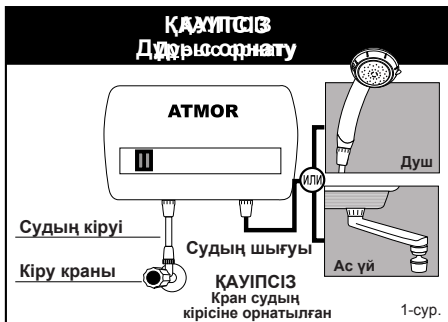 ҚАУІПСІЗ
Дұрыс орнату
ATMOR
Душ
ИЛИ
Судың кіруі
Судың шығуы
Ас үй
Кіру краны
ҚАУІПСІЗ
Кран судың
кірісіне орнатылған
1-сур.